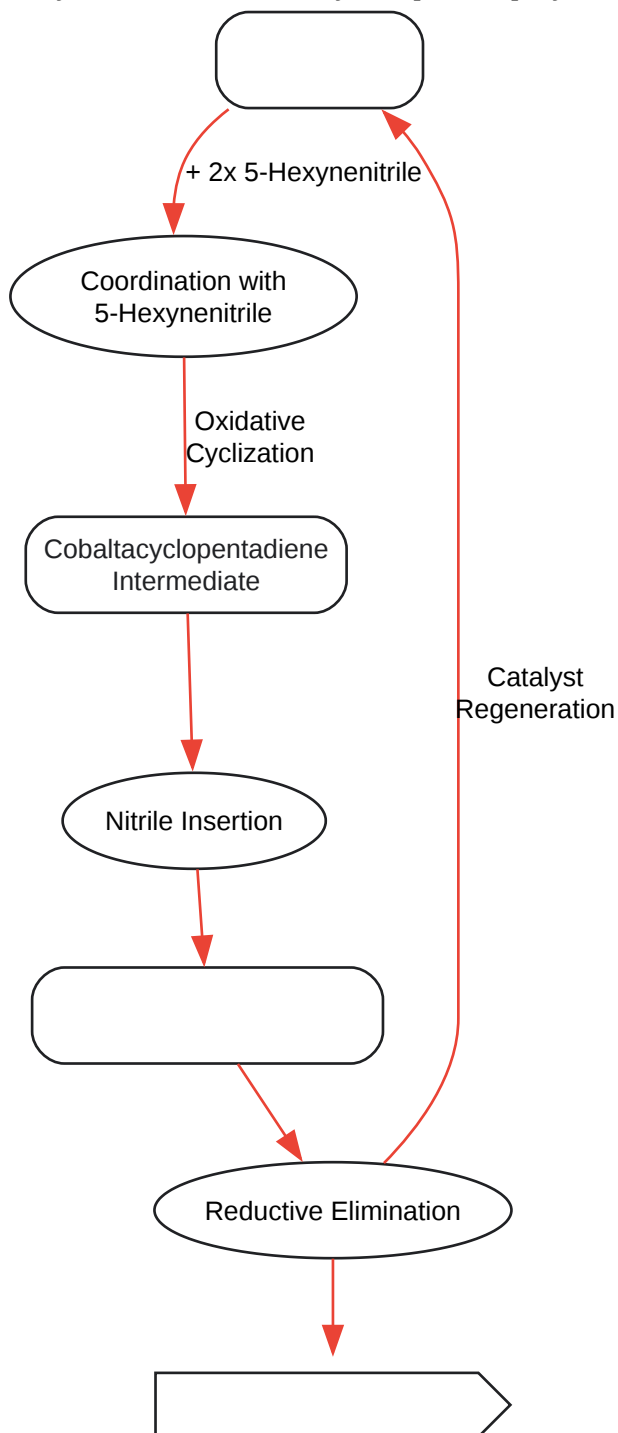 + 2x 5-Hexynenitrile
Coordination with
5-Hexynenitrile
Oxidative
Cyclization
Cobaltacyclopentadiene
Intermediate
Catalyst
Regeneration
Nitrile Insertion
Reductive Elimination